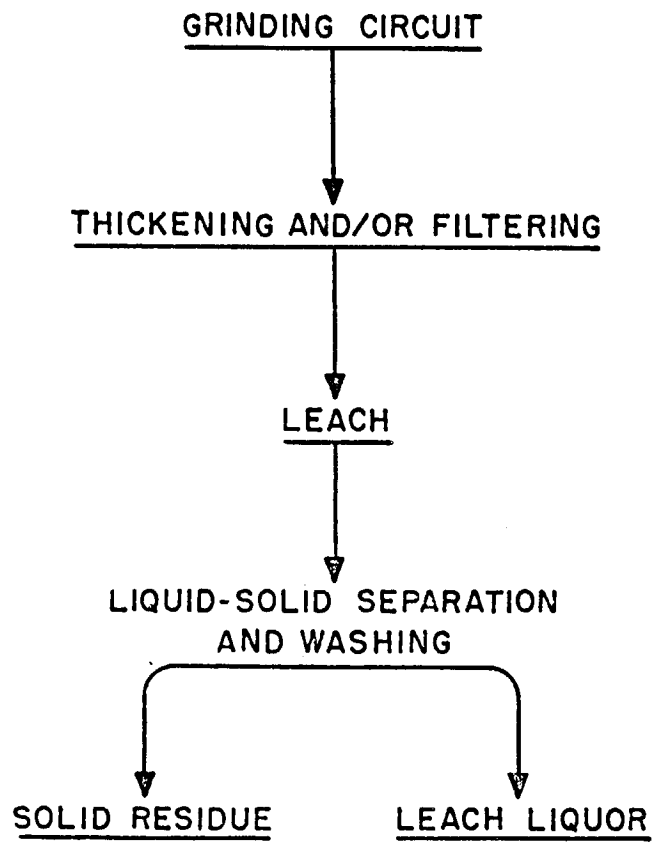 GRINDING CIRCUIT
THICKENING AND/OR FILTERING
LEACH
LIQUID-SOLID SEPARATION
AND WASHING
SOLID RESIDUE
LEACH LIQUOR